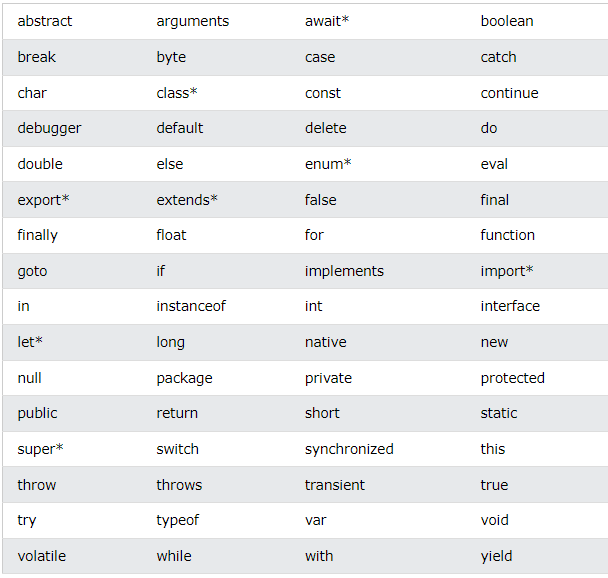 abstract arguments await* boolean
break byte case catch
char class* const continue
debugger default delete do
double else enum* eval
export* extends* false final
finally float for function
goto if implements import*
in instanceof int interface
let* long native new
null package private protected
public return short static
super* switch synchronized this
throw throws transient true
try typeof var void
volatile while with yield